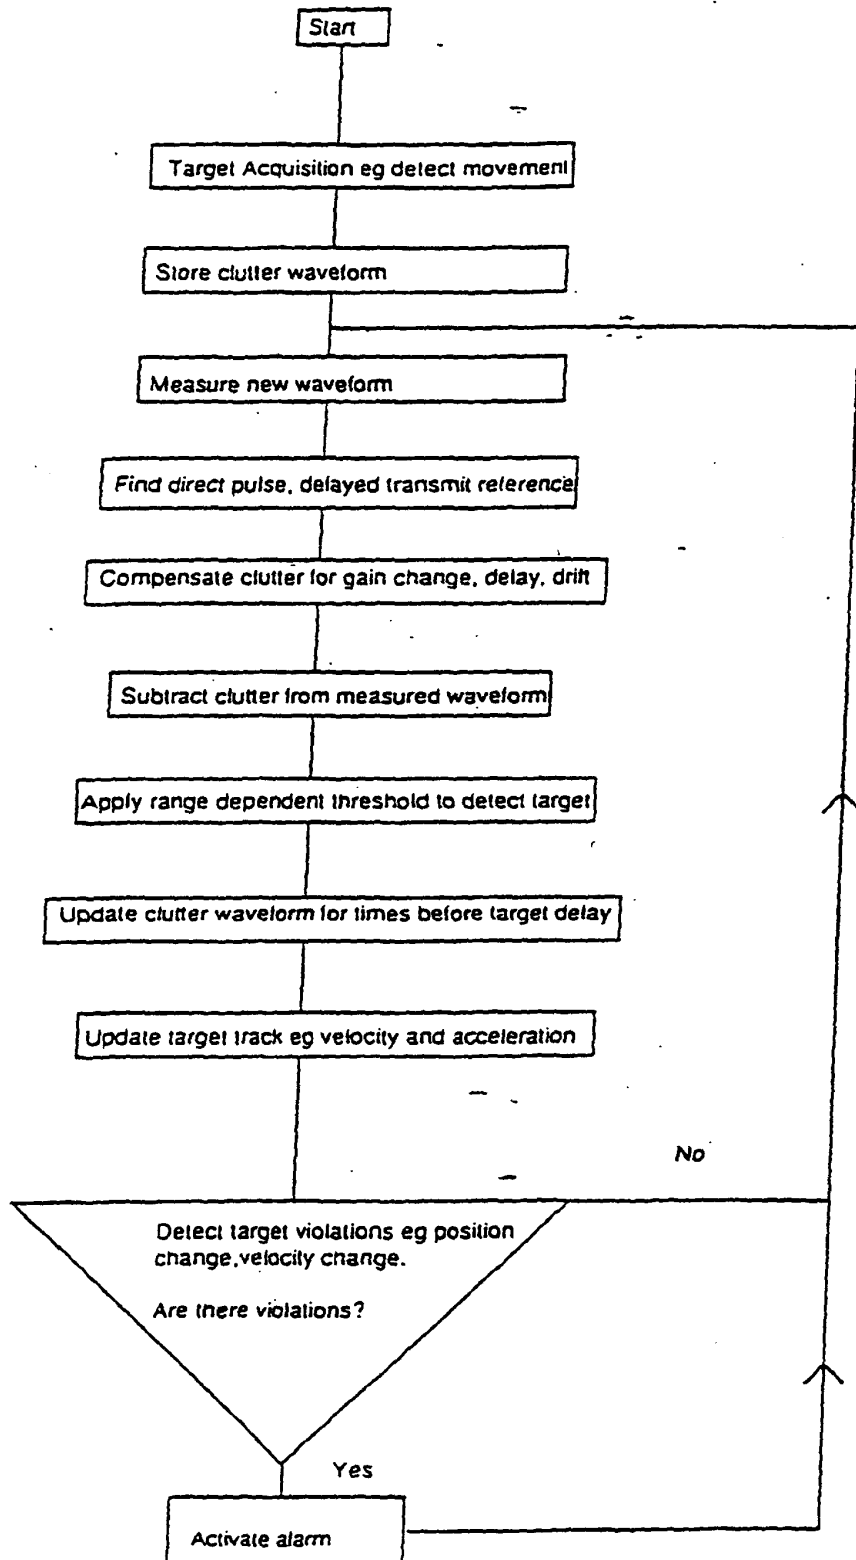 Start
Target Acquisition eg detect movement
Store clutter waveform
Measure new waveform
Find direct pulse, delayed transmit reference
Compensate clutter for gain change, delay, drift
Subtract clutter from measured waveform
Apply range dependent threshold to detect target
Update clutter waveform for times before target delay
Update target track eg velocity and acceleration
No
Detect target violations eg position
change,velocity change.
Are there violations?
Yes
Activate alarm